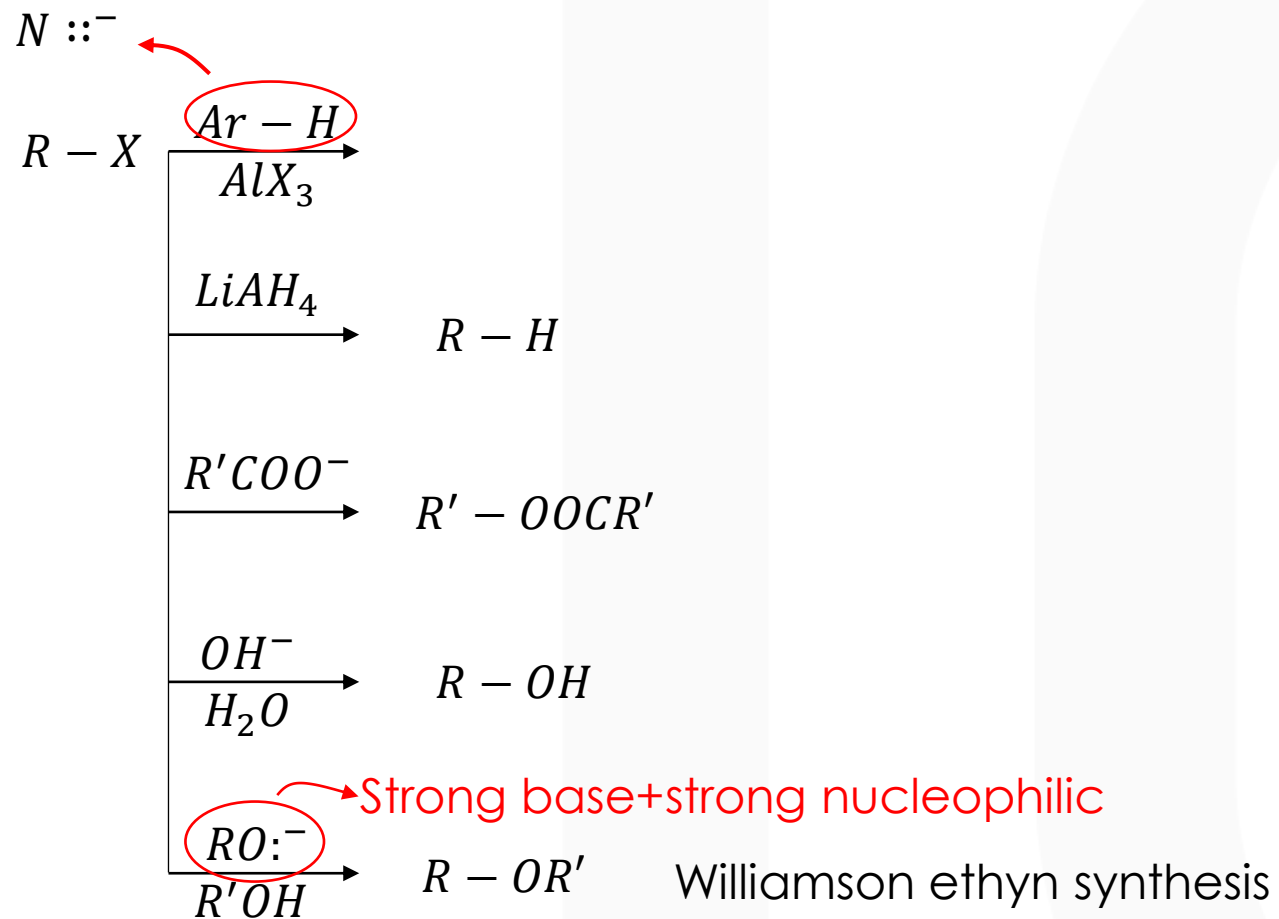 N ::⁻
Ar − H
R − X
AlX₃
LiAH₄
R − H
R'COO⁻
R' − OOCR'
OH⁻
R − OH
H₂O
Strong base+strong nucleophilic
RO:⁻
R − OR' Williamson ethyn synthesis
R'OH